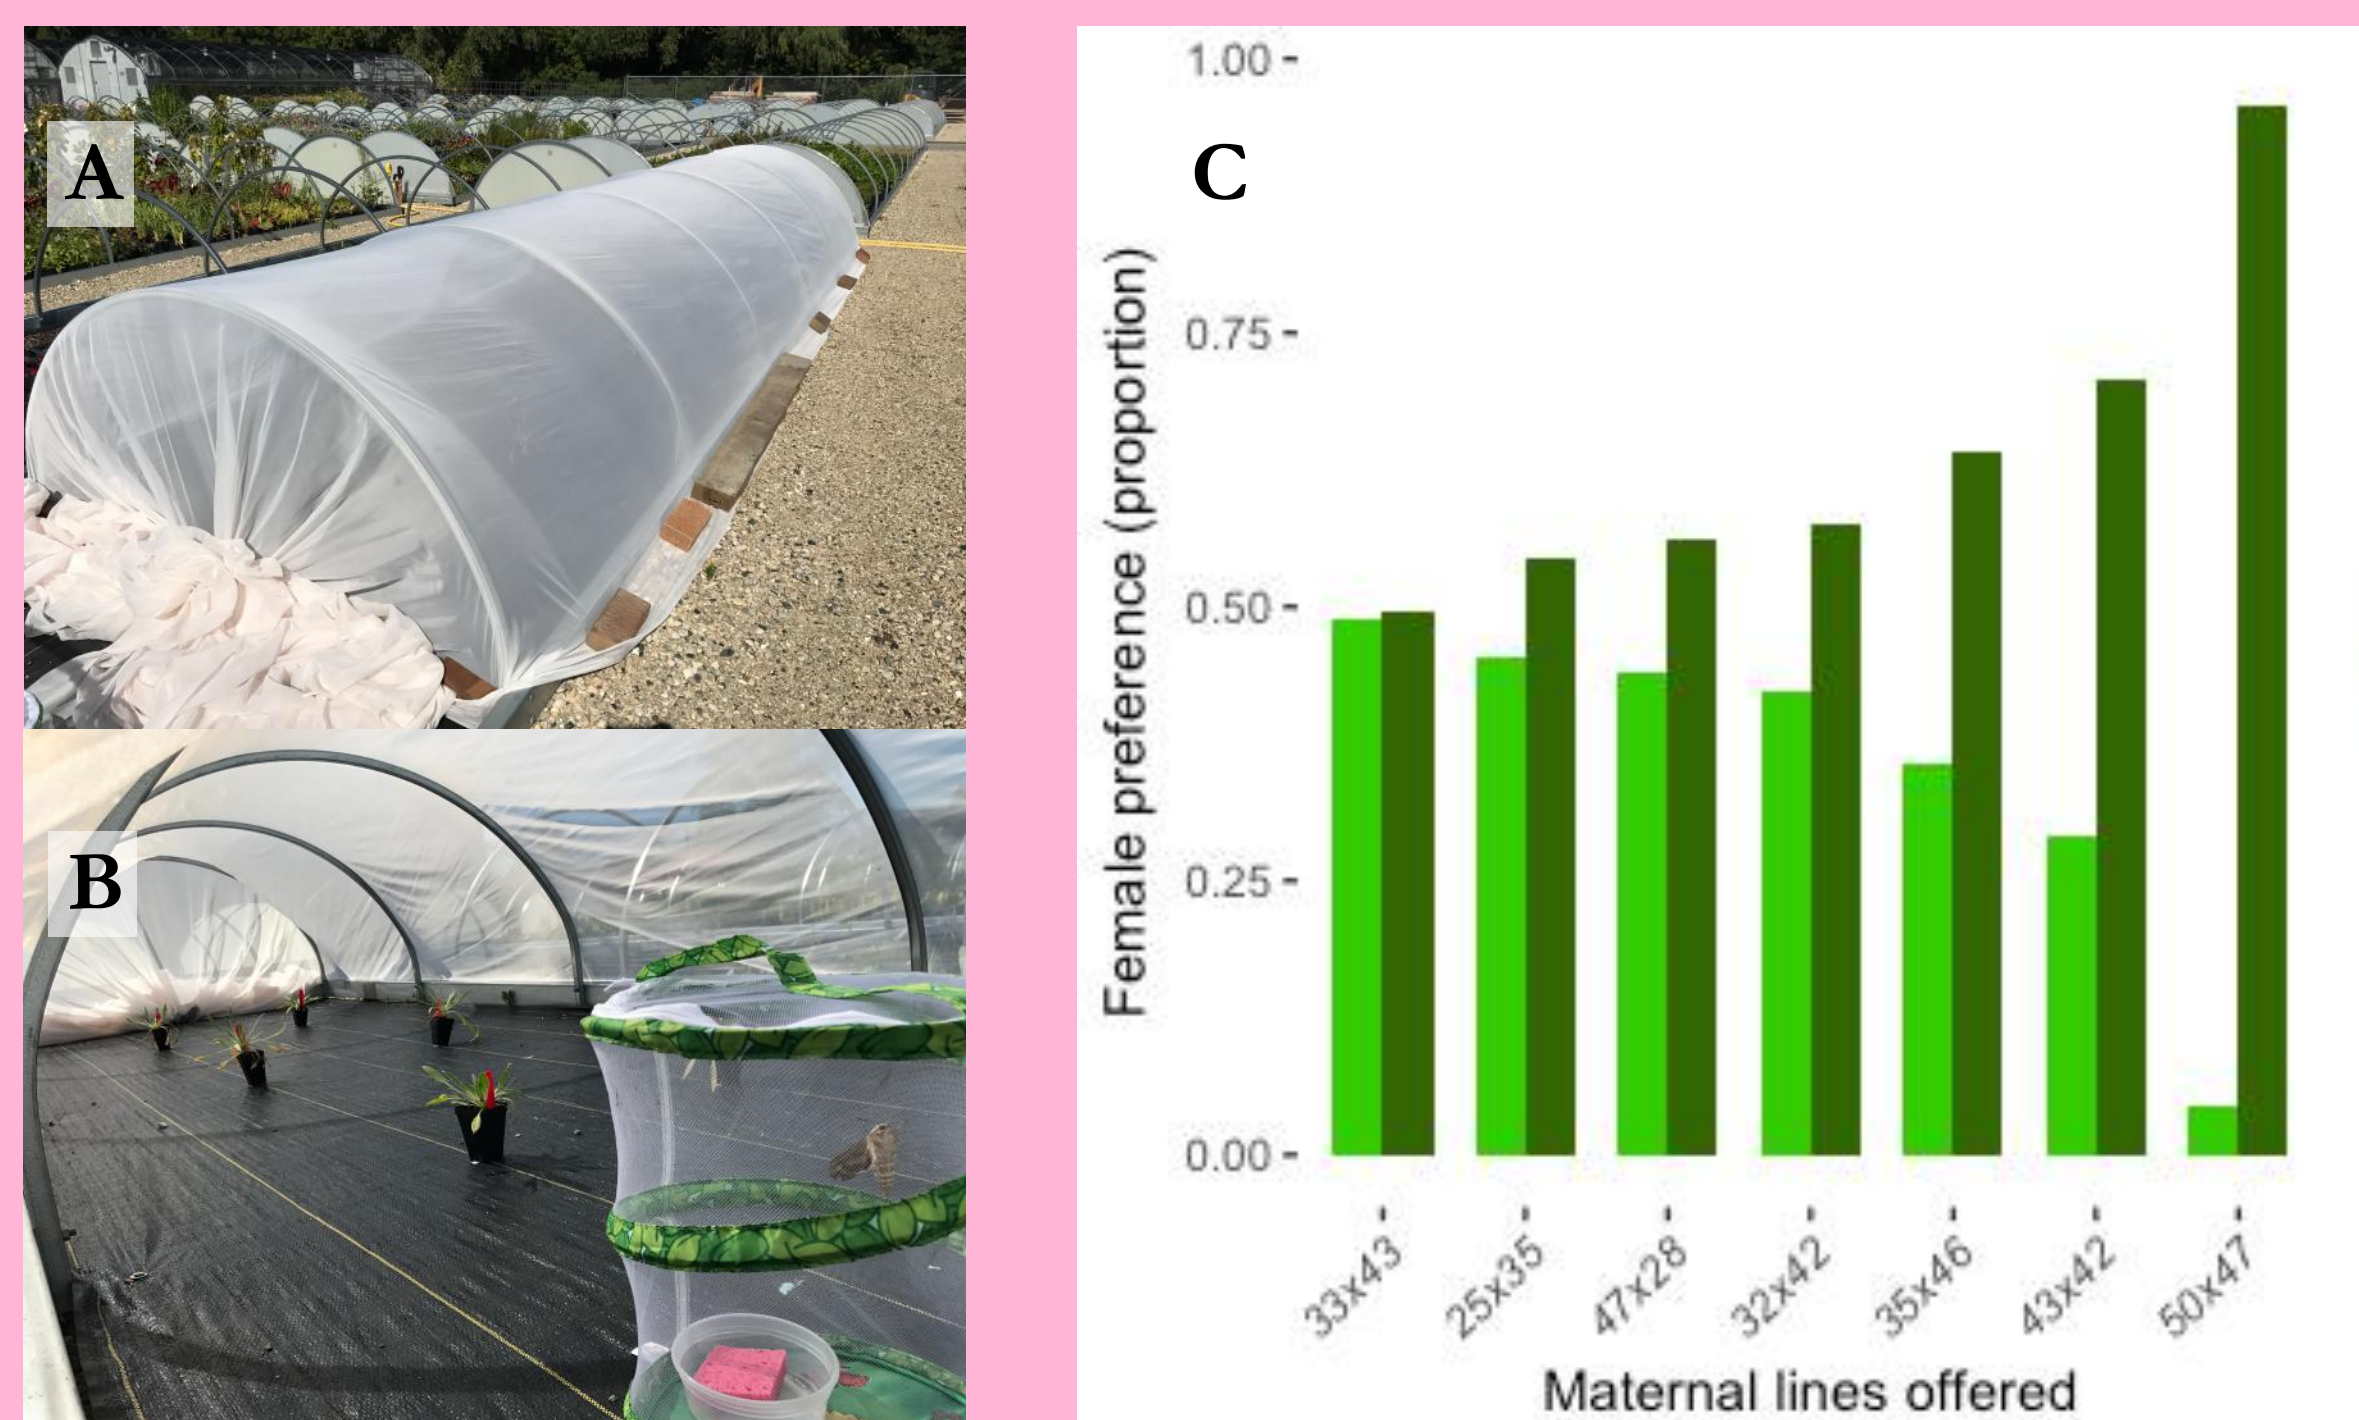 A
B
C
Female preference (proportion)
1.00
0.75
0.50
0.25
0.00
33x43
25x35
47x28
32x42
35x46
43x42
50x47
Maternal lines offered